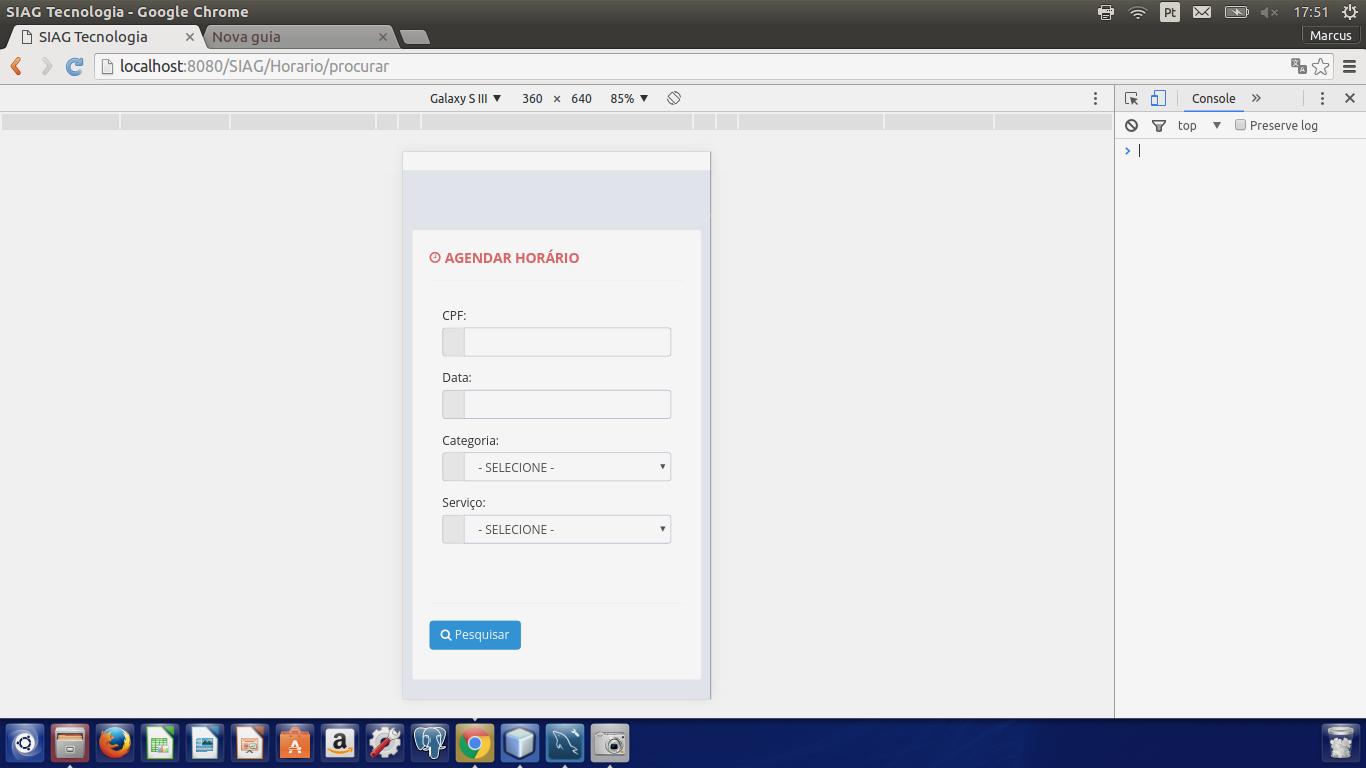 SIAG Tecnologia - Google Chrome
Pt
17:51
SIAG Tecnologia
Nova guia
Marcus
localhost:8080/SIAG/Horario/procurar
Galaxy S III ▼ 360 × 640 85% ▼
Console
top ▼ Preserve log
AGENDAR HORÁRIO
CPF:
Data:
Categoria:
- SELECIONE -
Serviço:
- SELECIONE -
Pesquisar